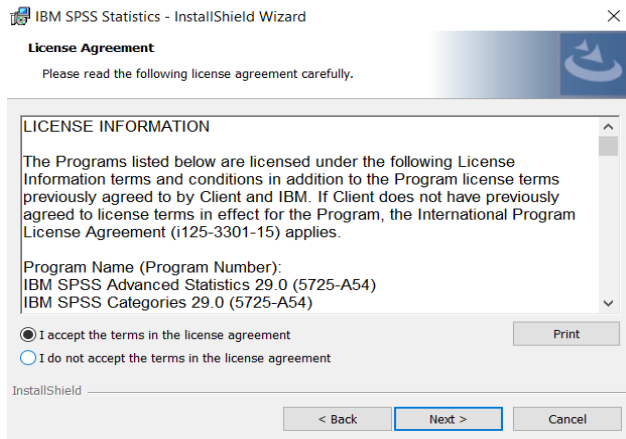 IBM SPSS Statistics - InstallShield Wizard
License Agreement
Please read the following license agreement carefully.
LICENSE INFORMATION
The Programs listed below are licensed under the following License
Information terms and conditions in addition to the Program license terms
previously agreed to by Client and IBM. If Client does not have previously
agreed to license terms in effect for the Program, the International Program
License Agreement (i125-3301-15) applies.
Program Name (Program Number):
IBM SPSS Advanced Statistics 29.0 (5725-A54)
IBM SPSS Categories 29.0 (5725-A54)
I accept the terms in the license agreement
Print
I do not accept the terms in the license agreement
InstallShield
< Back
Next >
Cancel